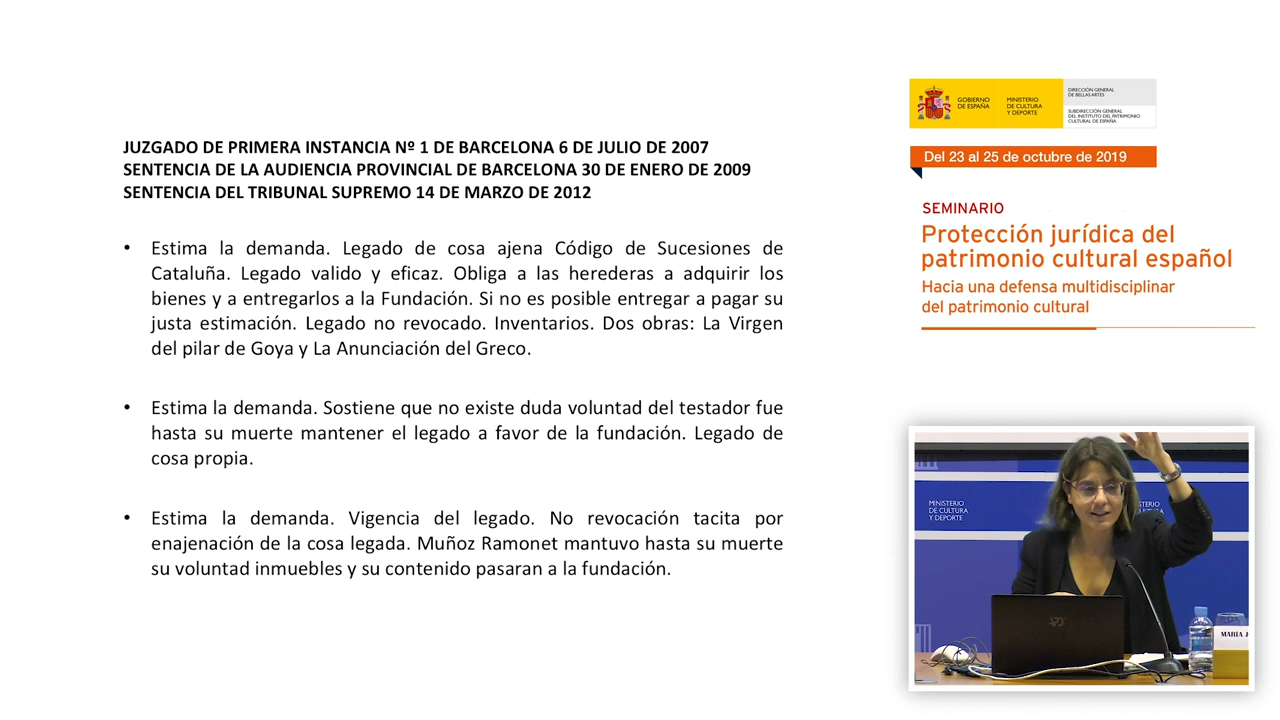 JUZGADO DE PRIMERA INSTANCIA Nº 1 DE BARCELONA 6 DE JULIO DE 2007
SENTENCIA DE LA AUDIENCIA PROVINCIAL DE BARCELONA 30 DE ENERO DE 2009
SENTENCIA DEL TRIBUNAL SUPREMO 14 DE MARZO DE 2012
• Estima la demanda. Legado de cosa ajena Código de Sucesiones de
Cataluña. Legado valido y eficaz. Obliga a las herederas a adquirir los
bienes y a entregarlos a la Fundación. Si no es posible entregar a pagar su
justa estimación. Legado no revocado. Inventarios. Dos obras: La Virgen
del pilar de Goya y La Anunciación del Greco.
• Estima la demanda. Sostiene que no existe duda voluntad del testador fue
hasta su muerte mantener el legado a favor de la fundación. Legado de
cosa propia.
• Estima la demanda. Vigencia del legado. No revocación tacita por
enajenación de la cosa legada. Muñoz Ramonet mantuvo hasta su muerte
su voluntad inmuebles y su contenido pasaran a la fundación.
GOBIERNO
DE ESPAÑA
MINISTERIO
DE CULTURA
Y DEPORTE
DIRECCIÓN GENERAL
DE BELLAS ARTES
SUBDIRECCIÓN GENERAL
DEL INSTITUTO DEL PATRIMONIO
CULTURAL DE ESPAÑA
Del 23 al 25 de octubre de 2019
SEMINARIO
Protección jurídica del
patrimonio cultural español
Hacia una defensa multidisciplinar
del patrimonio cultural
MINISTERIO
DE CULTURA
Y DEPORTE
MARÍA